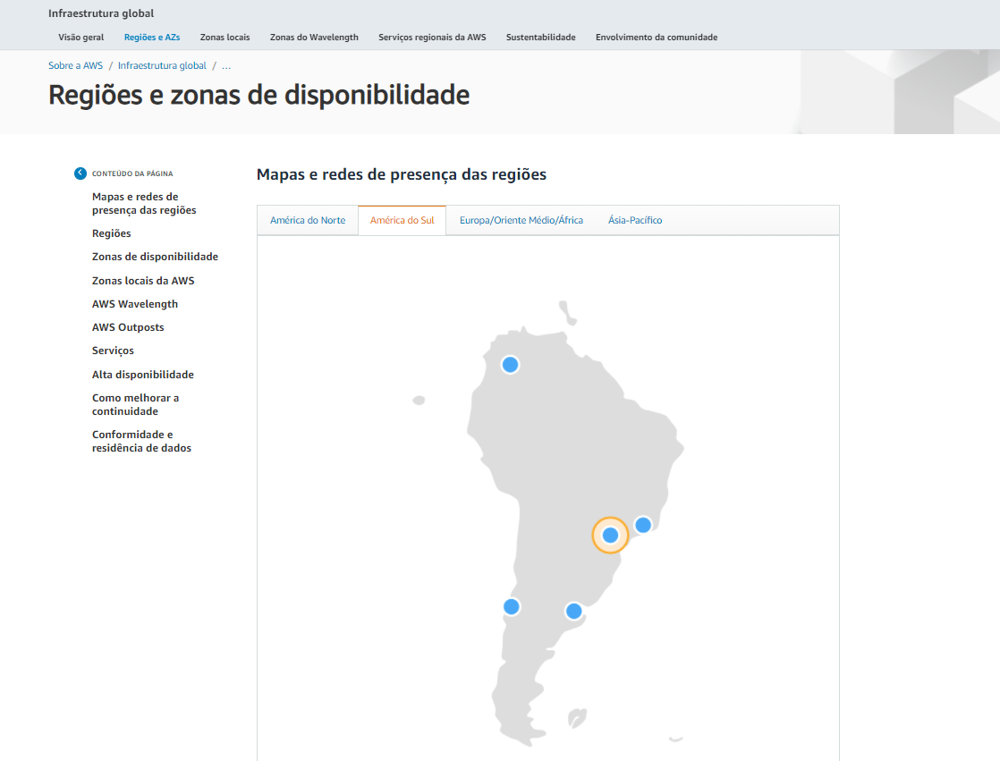 Infraestrutura global
Visão geral Regiões e AZs Zonas locais Zonas do Wavelength Serviços regionais da AWS Sustentabilidade Envolvimento da comunidade
Sobre a AWS / Infraestrutura global / ...
Regiões e zonas de disponibilidade
CONTEÚDO DA PÁGINA
Mapas e redes de
presença das regiões
Regiões
Zonas de disponibilidade
Zonas locais da AWS
AWS Wavelength
AWS Outposts
Serviços
Alta disponibilidade
Como melhorar a
continuidade
Conformidade e
residência de dados
Mapas e redes de presença das regiões
América do Norte América do Sul Europa/Oriente Médio/África Ásia-Pacífico